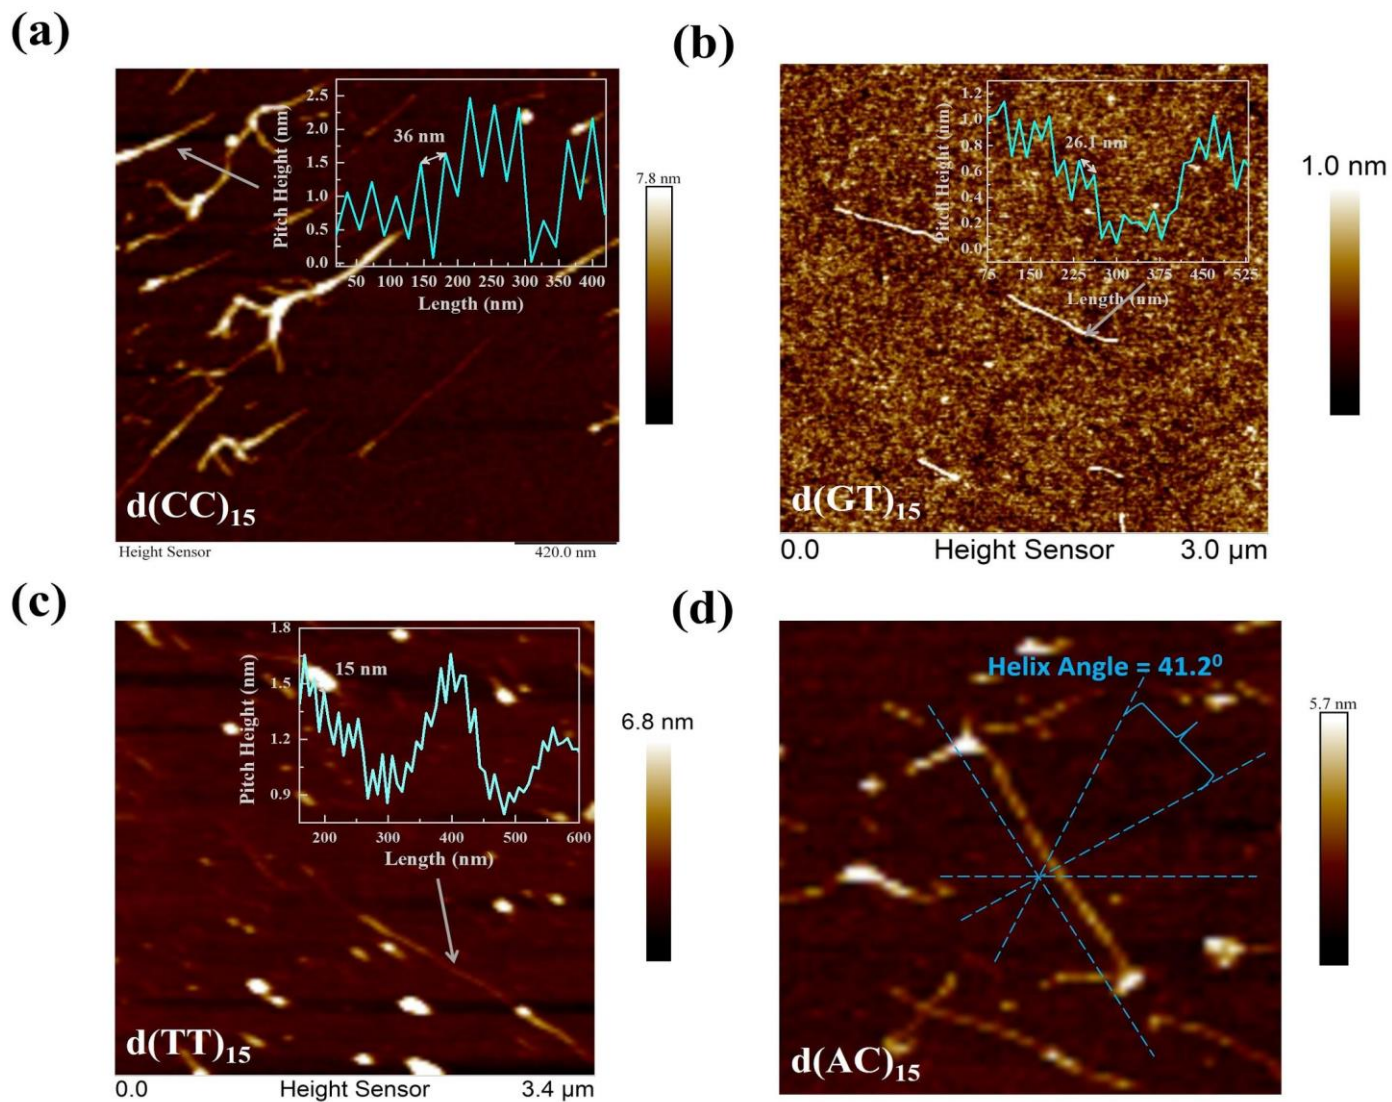 (a)
Pitch Height (nm)
2.5
2.0
1.5
1.0
0.5
0.0
36 nm
50 100 150 200 250 300 350 400
Length (nm)
7.8 nm
d(CC)15
Height Sensor
420.0 nm
(b)
Pitch Height (nm)
1.2
1.0
0.8
0.6
0.4
0.2
0.0
26.1 nm
75 150 225 300 375 450 525
Length (nm)
1.0 nm
d(GT)15
0.0 Height Sensor 3.0 µm
(c)
Pitch Height (nm)
1.8
1.5
1.2
0.9
15 nm
200 300 400 500 600
Length (nm)
6.8 nm
d(TT)15
0.0 Height Sensor 3.4 µm
(d)
Helix Angle = 41.2⁰
5.7 nm
d(AC)15